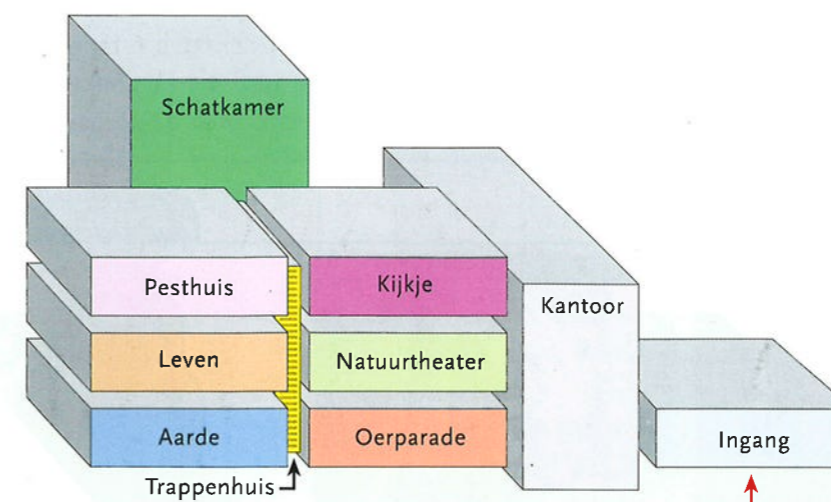 Schatkamer
Pesthuis
Kijkje
Kantoor
Leven
Natuurtheater
Aarde
Oerparade
Ingang
Trappenhuis